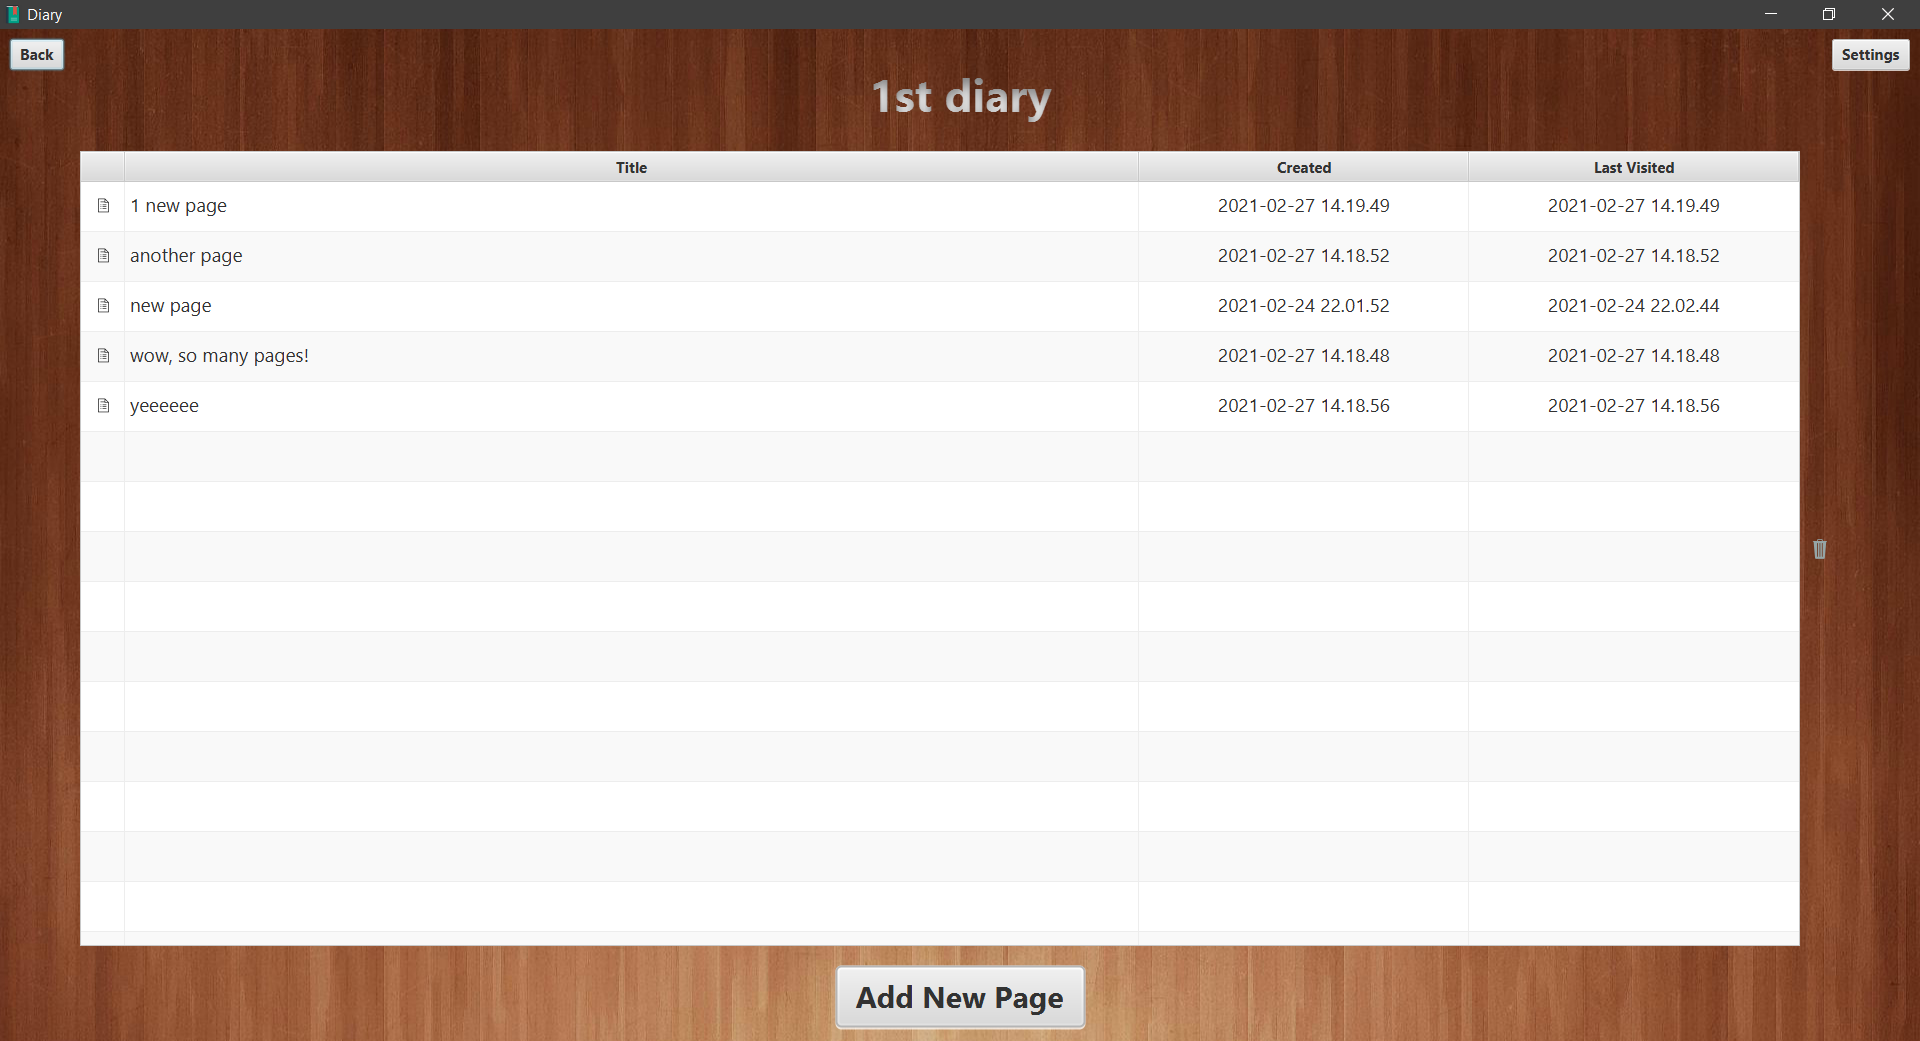 Diary
Back
Settings
1st diary
Title Created Last Visited
1 new page 2021-02-27 14.19.49 2021-02-27 14.19.49
another page 2021-02-27 14.18.52 2021-02-27 14.18.52
new page 2021-02-24 22.01.52 2021-02-24 22.02.44
wow, so many pages! 2021-02-27 14.18.48 2021-02-27 14.18.48
yeeeeee 2021-02-27 14.18.56 2021-02-27 14.18.56
Add New Page